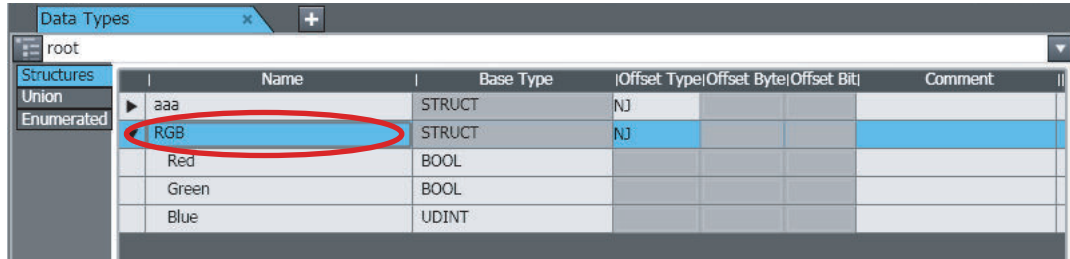 Data Types × +
root
Structures
Union
Enumerated
Name Base Type Offset Type Offset Byte Offset Bit Comment
aaa STRUCT NJ
RGB STRUCT NJ
Red BOOL
Green BOOL
Blue UDINT